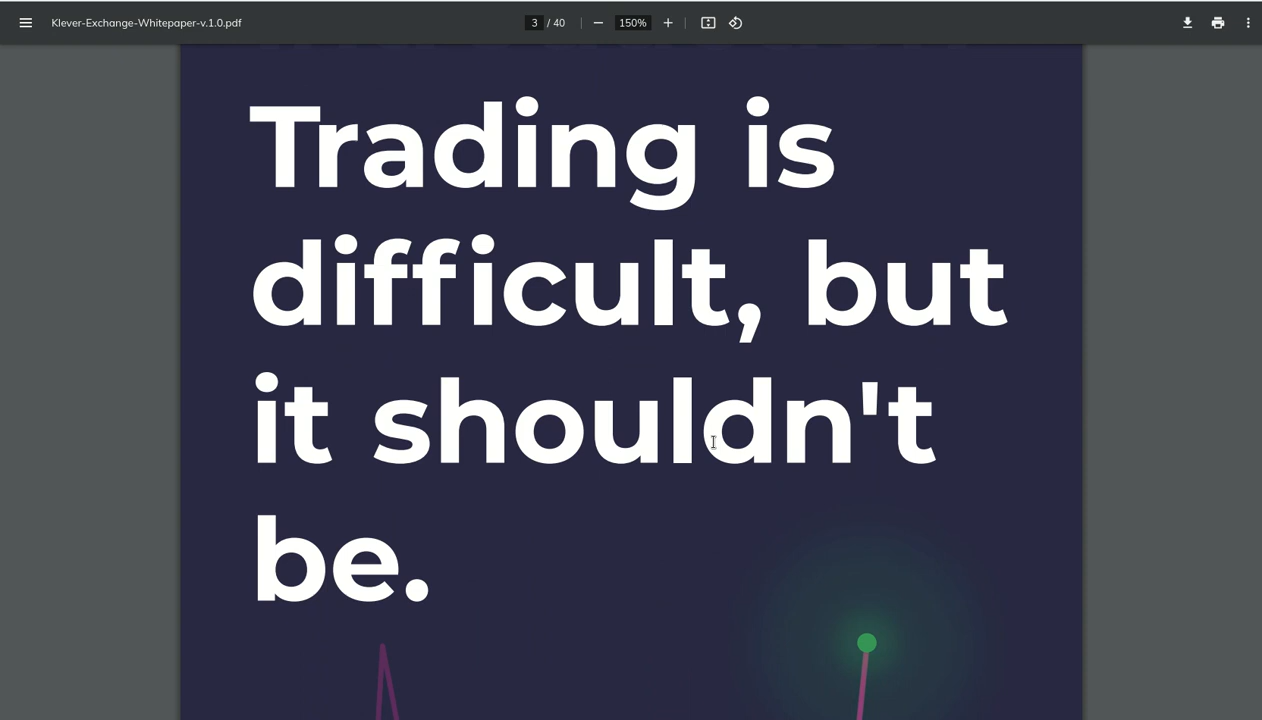 Klever-Exchange-Whitepaper-v.1.0.pdf 3 / 40 150%
Trading is
difficult, but
it shouldn't
be.